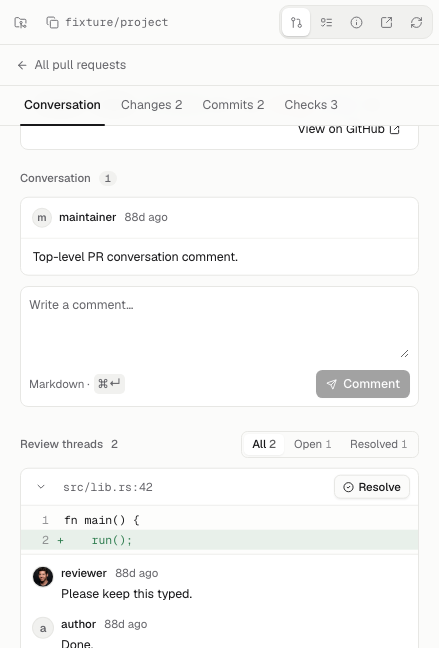 fixture/project
All pull requests
Conversation Changes 2 Commits 2 Checks 3
View on GitHub
Conversation 1
m maintainer 88d ago
Top-level PR conversation comment.
Write a comment…
Markdown · ⌘↵ Comment
Review threads 2 All 2 Open 1 Resolved 1
src/lib.rs:42 Resolve
1 fn main() {
2 + run();
reviewer 88d ago
Please keep this typed.
a author 88d ago
Done.